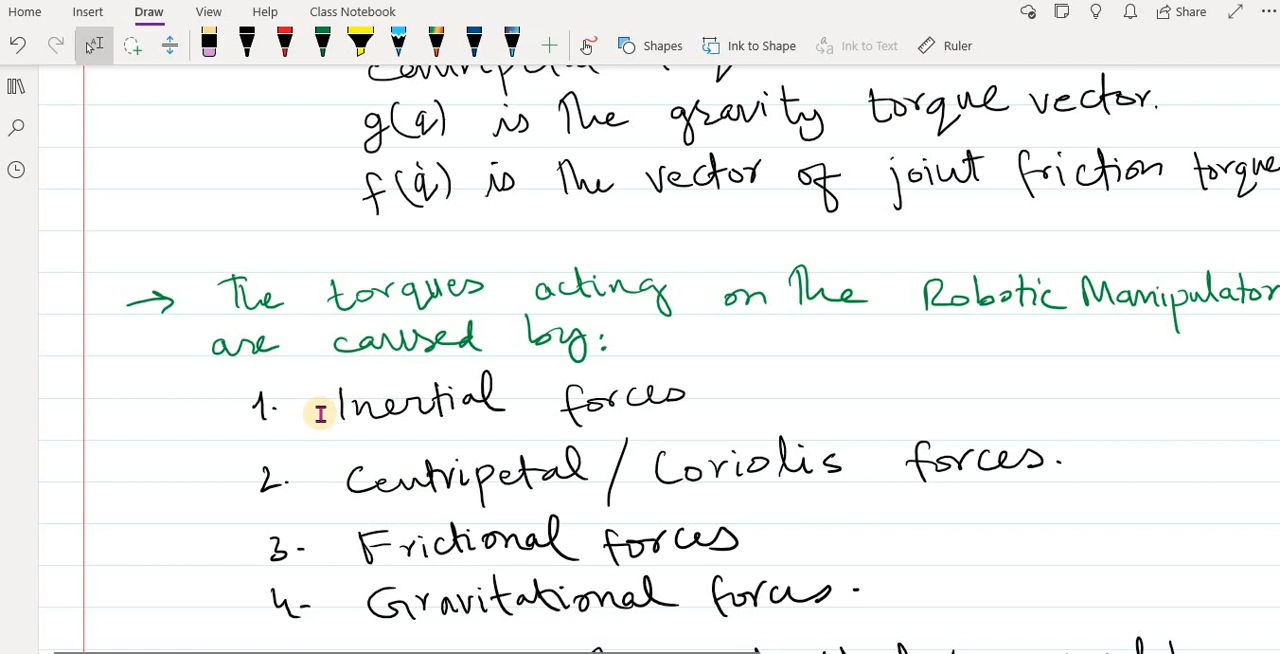 Home Insert Draw View Help Class Notebook Share
Shapes Ink to Shape Ink to Text Ruler
g(q) is the gravity torque vector.
f(q̇) is the vector of joint friction torque
→ The torques acting on the Robotic Manipulator
are caused by:
1. Inertial forces
2. Centripetal / Coriolis forces.
3- Frictional forces
4- Gravitational forces.